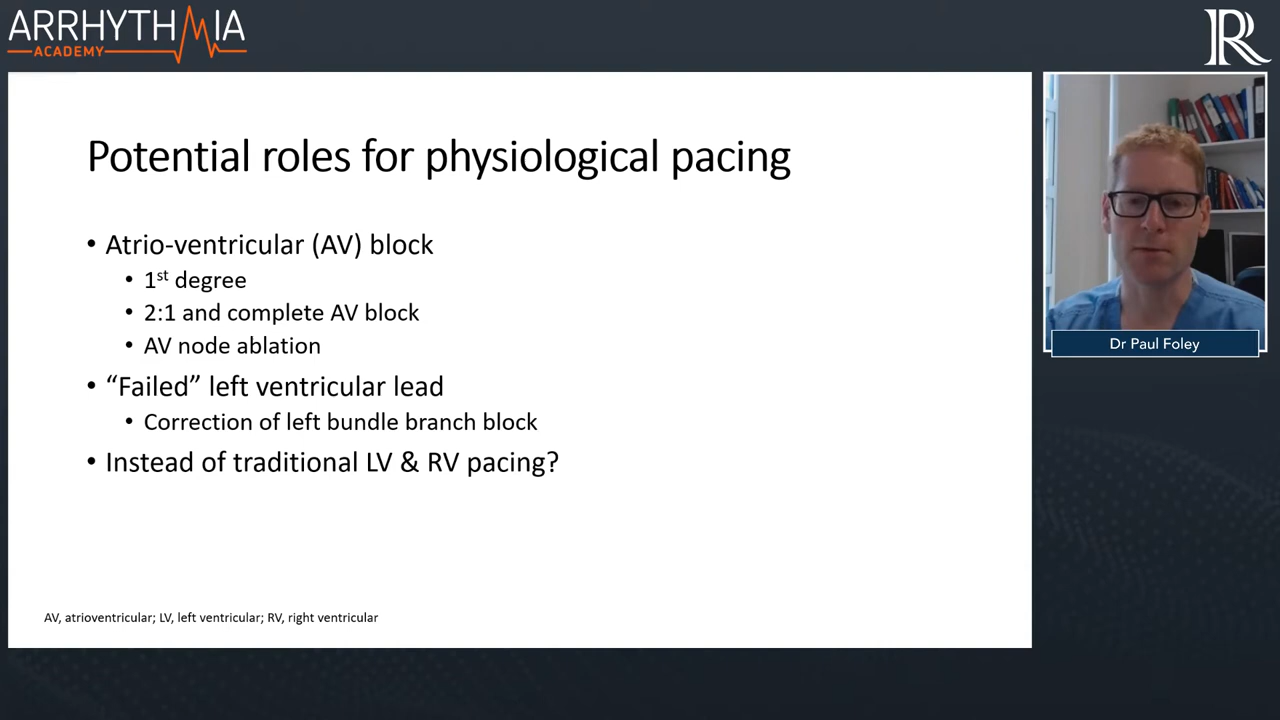 ARRHYTHMIA
ACADEMY
R
Potential roles for physiological pacing
• Atrio-ventricular (AV) block
• 1st degree
• 2:1 and complete AV block
• AV node ablation
• “Failed” left ventricular lead
• Correction of left bundle branch block
• Instead of traditional LV & RV pacing?
AV, atrioventricular; LV, left ventricular; RV, right ventricular
Dr Paul Foley